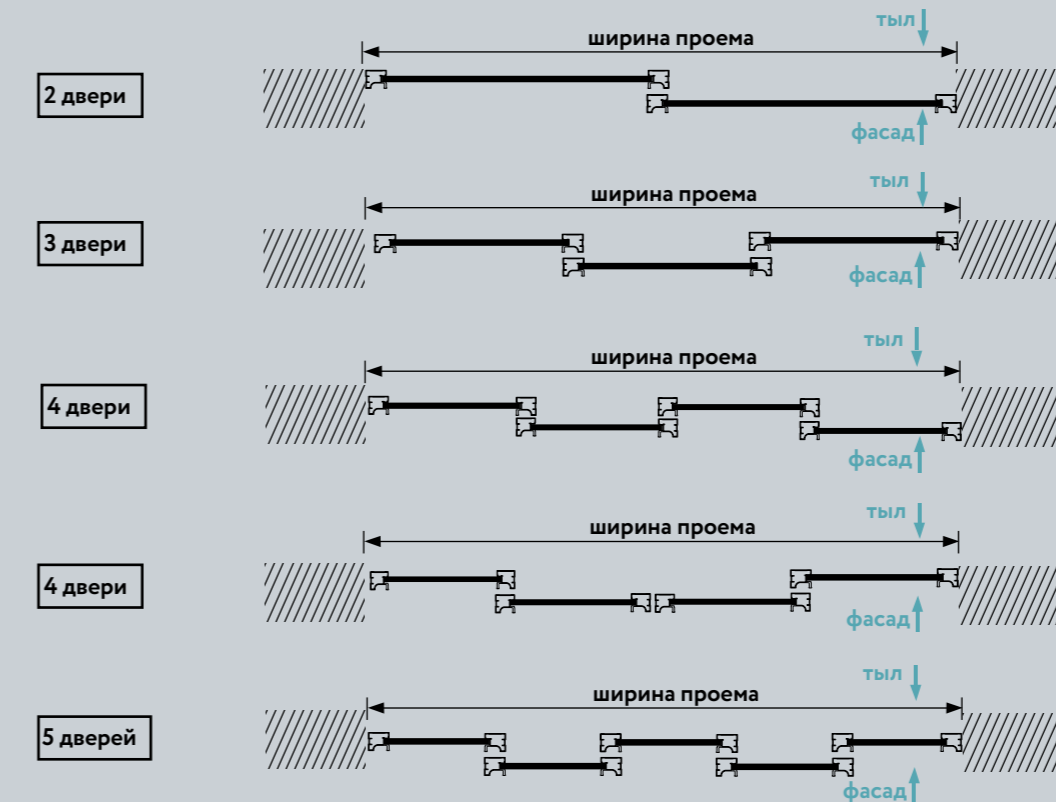 тыл
ширина проема
2 двери
фасад
тыл
ширина проема
3 двери
фасад
тыл
ширина проема
4 двери
фасад
тыл
ширина проема
4 двери
фасад
тыл
ширина проема
5 дверей
фасад